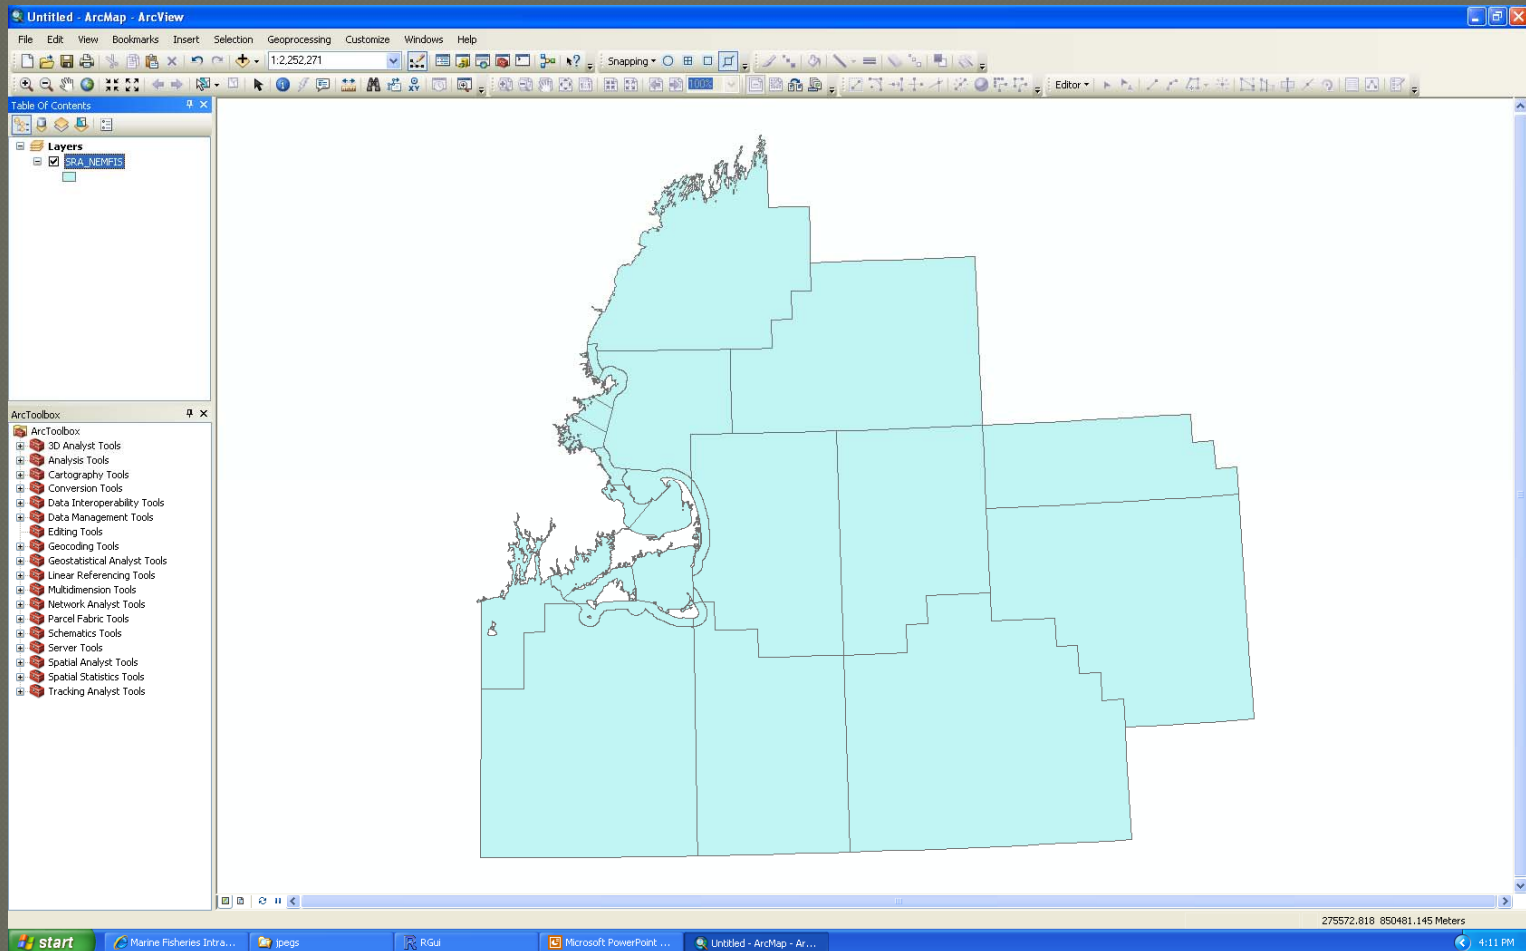 Untitled - ArcMap - ArcView
File Edit View Bookmarks Insert Selection Geoprocessing Customize Windows Help
1:2,252,271
Snapping
100%
Editor
Table Of Contents
Layers
SRA_NEMFIS
ArcToolbox
ArcToolbox
3D Analyst Tools
Analysis Tools
Cartography Tools
Conversion Tools
Data Interoperability Tools
Data Management Tools
Editing Tools
Geocoding Tools
Geostatistical Analyst Tools
Linear Referencing Tools
Multidimension Tools
Network Analyst Tools
Parcel Fabric Tools
Schematics Tools
Server Tools
Spatial Analyst Tools
Spatial Statistics Tools
Tracking Analyst Tools
275572.818 850481.145 Meters
start
Marine Fisheries Intra...
jpegs
RGui
Microsoft PowerPoint ...
Untitled - ArcMap - Ar...
4:11 PM